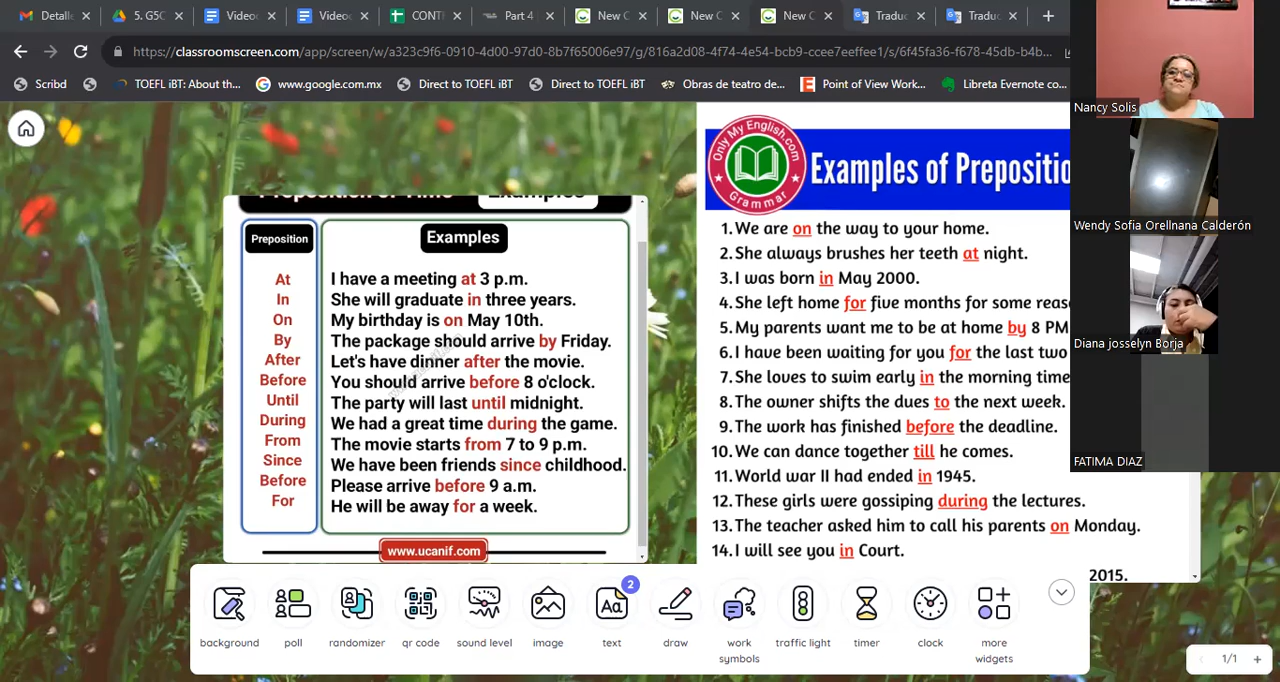 Detalle
5. G5C
Videoc
Videoc
CONT
Part 4
New C
New C
New C
Traduc
Traduc
https://classroomscreen.com/app/screen/w/a323c9f6-0910-4d00-97d0-8b7f65006e97/g/816a2d08-4f74-4e54-bcb9-ccee7eeffee1/s/6f45fa36-f678-45db-b4b...
Scribd
TOEFL iBT: About th...
www.google.com.mx
Direct to TOEFL iBT
Direct to TOEFL iBT
Obras de teatro de...
Point of View Work...
Libreta Evernote co...
Nancy Solis
Wendy Sofia Orellnana Calderón
Diana josselyn Borja
FATIMA DIAZ
Preposition of Time Examples
Preposition
Examples
At
In
On
By
After
Before
Until
During
From
Since
Before
For
I have a meeting at 3 p.m.
She will graduate in three years.
My birthday is on May 10th.
The package should arrive by Friday.
Let's have dinner after the movie.
You should arrive before 8 o'clock.
The party will last until midnight.
We had a great time during the game.
The movie starts from 7 to 9 p.m.
We have been friends since childhood.
Please arrive before 9 a.m.
He will be away for a week.
www.ucanif.com
OnlyMyEnglish.com
Grammar
Examples of Prepositio
1. We are on the way to your home.
2. She always brushes her teeth at night.
3. I was born in May 2000.
4. She left home for five months for some reas
5. My parents want me to be at home by 8 PM
6. I have been waiting for you for the last two
7. She loves to swim early in the morning time
8. The owner shifts the dues to the next week.
9. The work has finished before the deadline.
10. We can dance together till he comes.
11. World war II had ended in 1945.
12. These girls were gossiping during the lectures.
13. The teacher asked him to call his parents on Monday.
14. I will see you in Court.
2015.
background
poll
randomizer
qr code
sound level
image
Aa
2
text
draw
work
symbols
traffic light
timer
clock
more
widgets
1/1